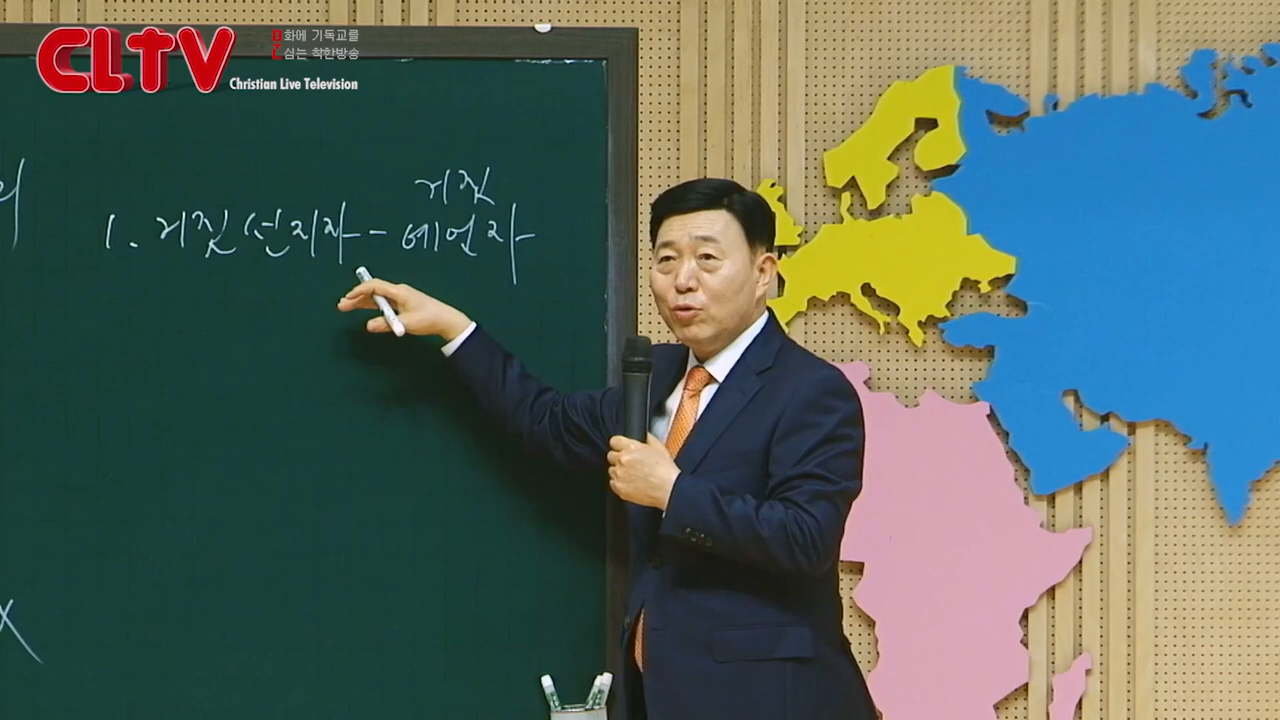 CLTV
문화에 기독교를
심는 착한방송
Christian Live Television
거짓
1. 거짓 선지자 - 예언자
의
X